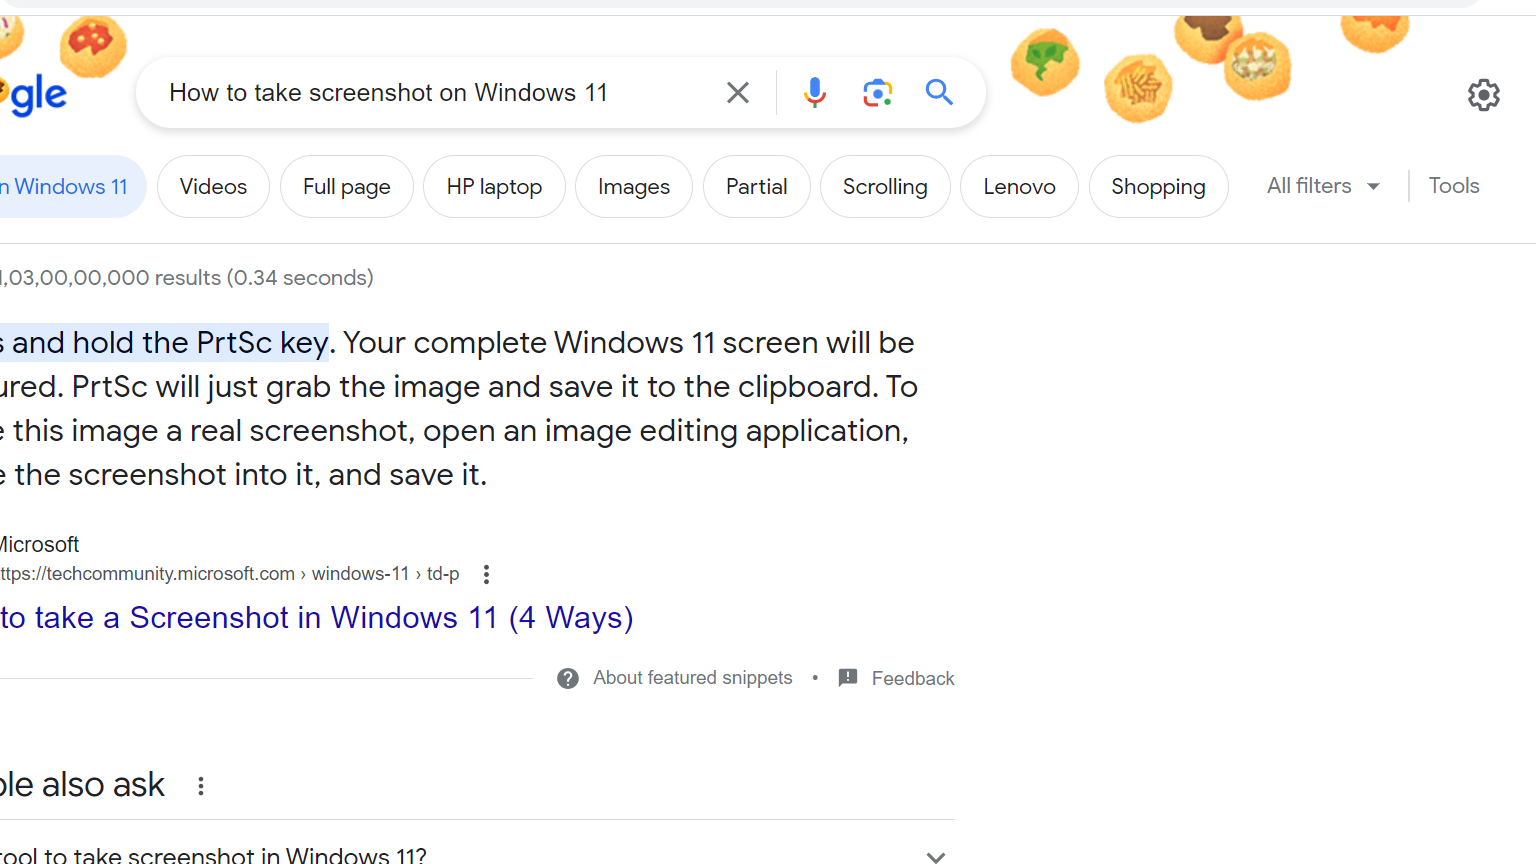 gle
How to take screenshot on Windows 11
n Windows 11 Videos Full page HP laptop Images Partial Scrolling Lenovo Shopping All filters Tools
1,03,00,00,000 results (0.34 seconds)
s and hold the PrtSc key. Your complete Windows 11 screen will be
ured. PrtSc will just grab the image and save it to the clipboard. To
e this image a real screenshot, open an image editing application,
e the screenshot into it, and save it.
Microsoft
ttps://techcommunity.microsoft.com › windows-11 › td-p
to take a Screenshot in Windows 11 (4 Ways)
About featured snippets • Feedback
ple also ask
tool to take screenshot in Windows 11?